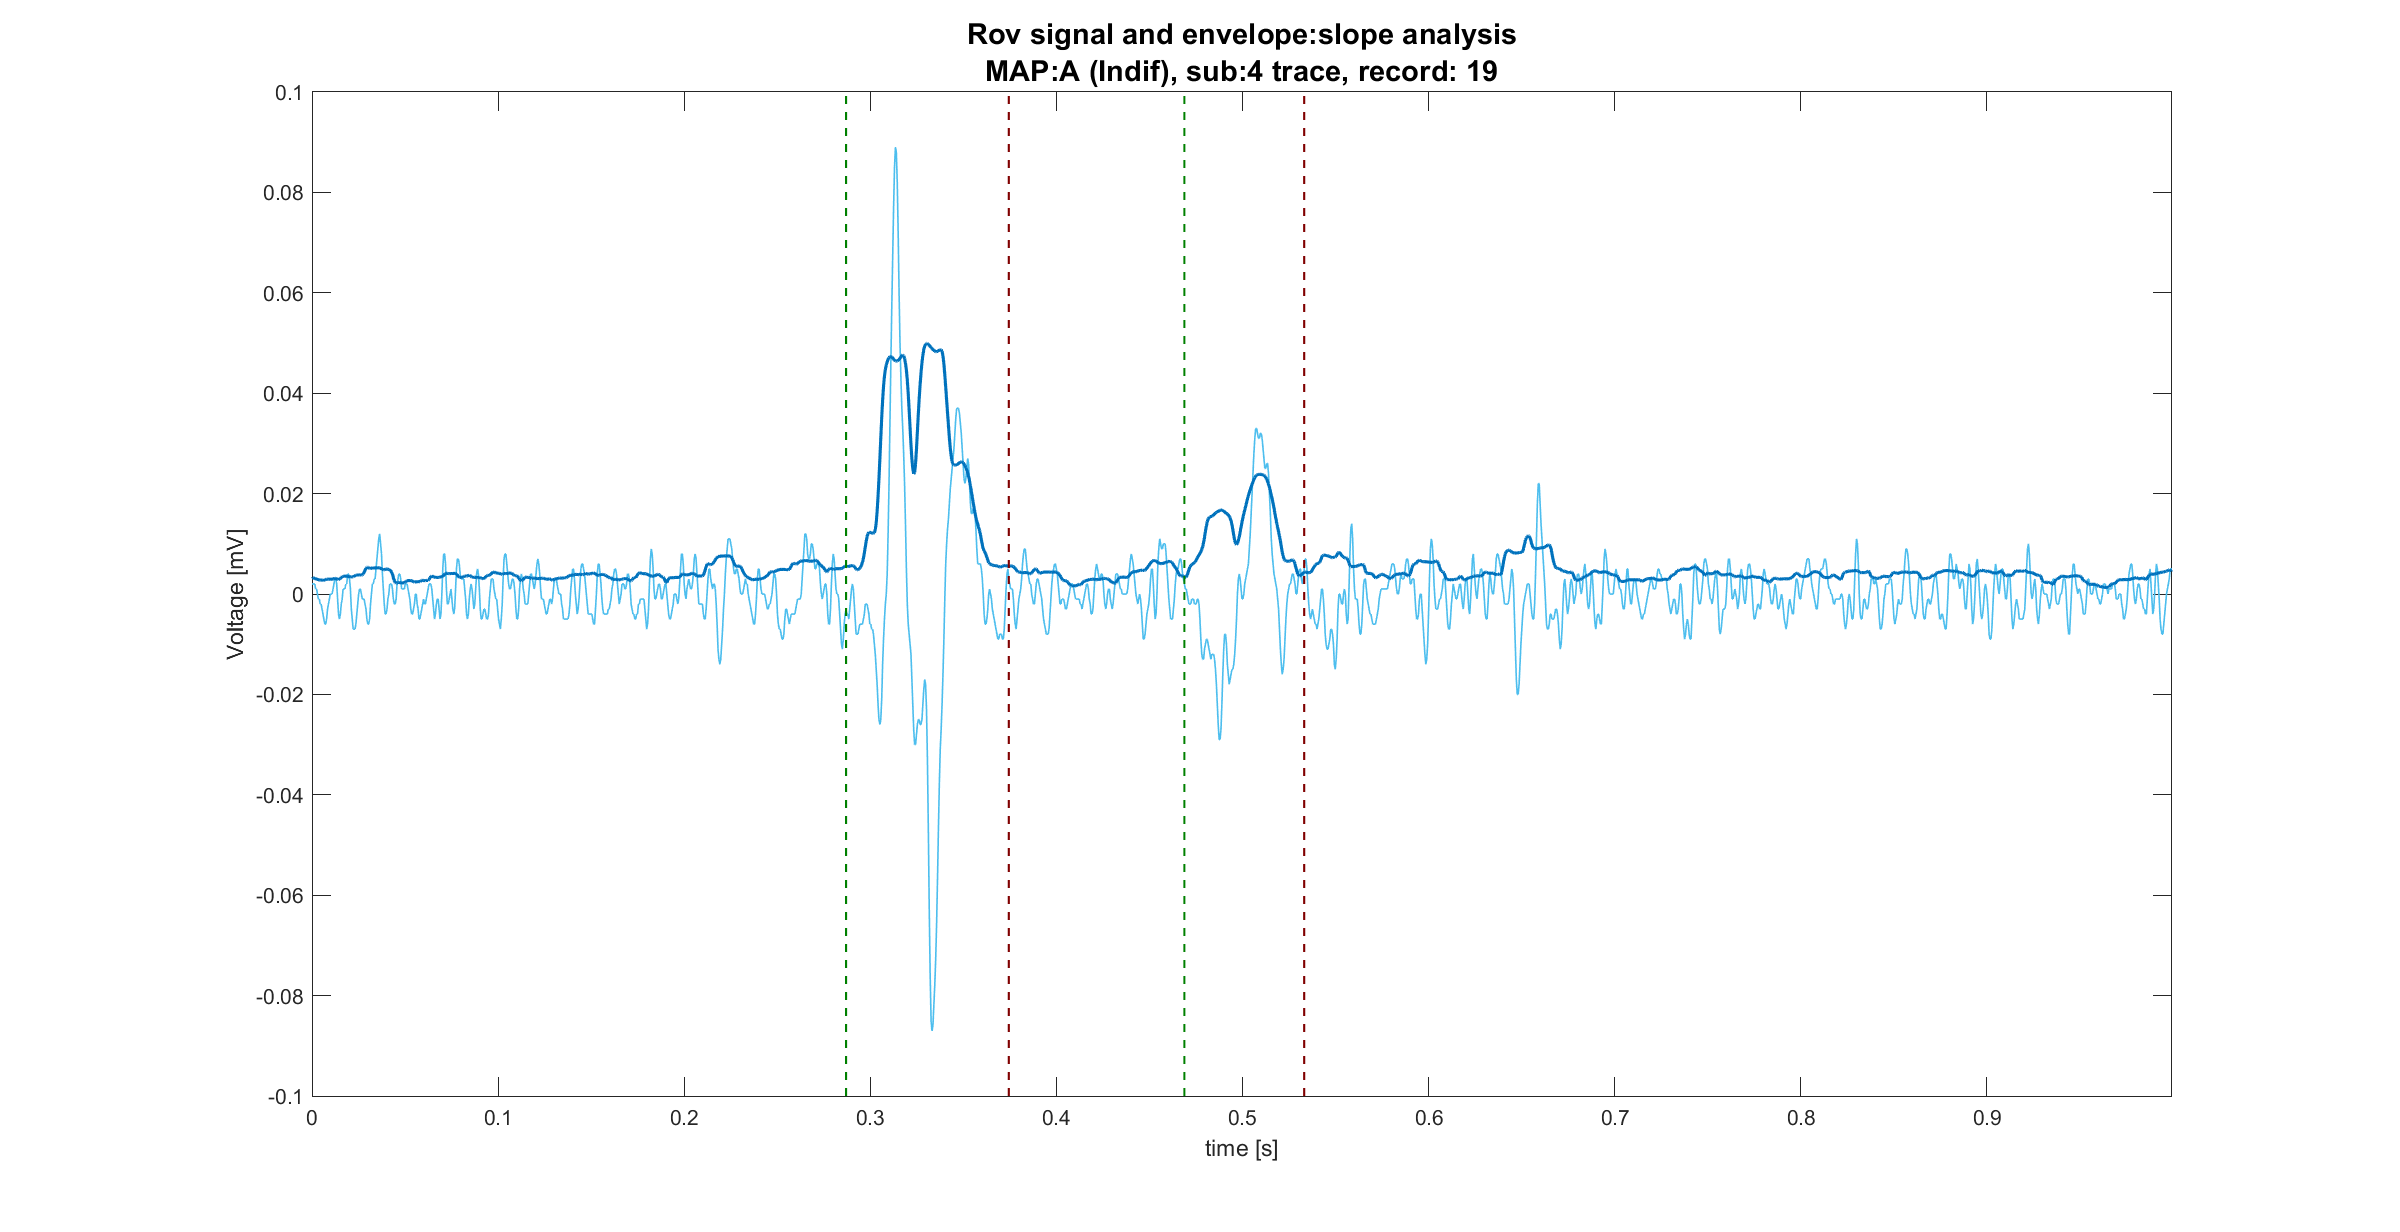 Rov signal and envelope:slope analysis
MAP:A (Indif), sub:4 trace, record: 19
0.1
0.08
0.06
0.04
0.02
0
-0.02
-0.04
-0.06
-0.08
-0.1
Voltage [mV]
0 0.1 0.2 0.3 0.4 0.5 0.6 0.7 0.8 0.9
time [s]